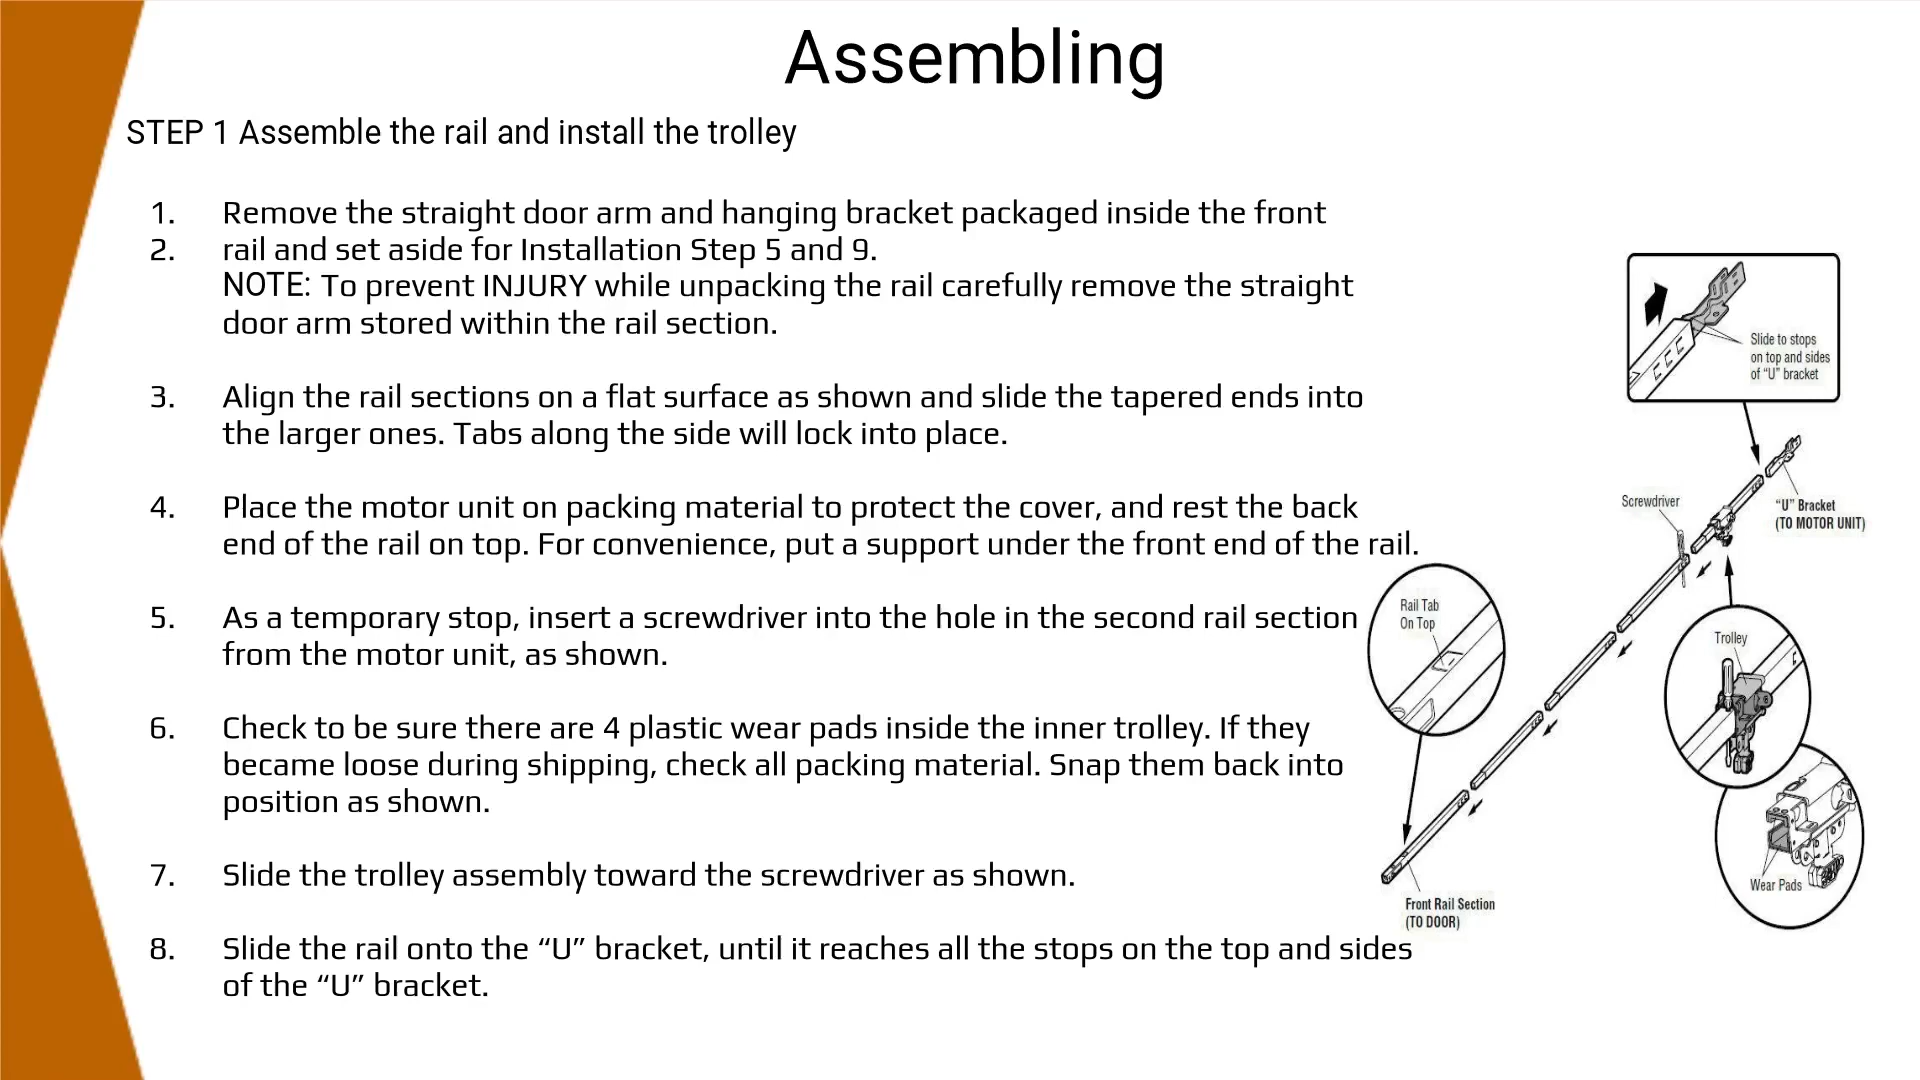 Assembling
STEP 1 Assemble the rail and install the trolley
1. Remove the straight door arm and hanging bracket packaged inside the front
2. rail and set aside for Installation Step 5 and 9.
NOTE: To prevent INJURY while unpacking the rail carefully remove the straight
door arm stored within the rail section.
3. Align the rail sections on a flat surface as shown and slide the tapered ends into
the larger ones. Tabs along the side will lock into place.
4. Place the motor unit on packing material to protect the cover, and rest the back
end of the rail on top. For convenience, put a support under the front end of the rail.
5. As a temporary stop, insert a screwdriver into the hole in the second rail section
from the motor unit, as shown.
6. Check to be sure there are 4 plastic wear pads inside the inner trolley. If they
became loose during shipping, check all packing material. Snap them back into
position as shown.
7. Slide the trolley assembly toward the screwdriver as shown.
8. Slide the rail onto the “U” bracket, until it reaches all the stops on the top and sides
of the “U” bracket.
Slide to stops
on top and sides
of “U” bracket
Screwdriver
“U” Bracket
(TO MOTOR UNIT)
Rail Tab
On Top
Trolley
Wear Pads
Front Rail Section
(TO DOOR)